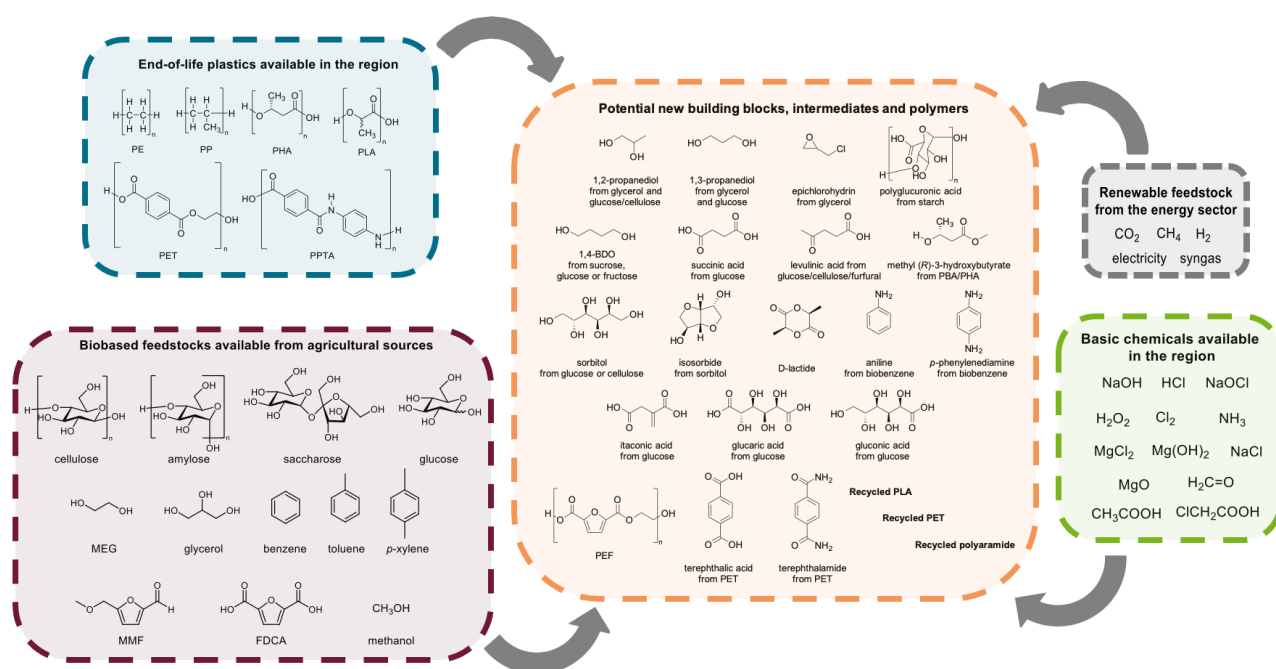 End-of-life plastics available in the region
PE
PP
PHA
PLA
PET
PPTA
Biobased feedstocks available from agricultural sources
cellulose
amylose
saccharose
glucose
MEG
glycerol
benzene
toluene
p-xylene
MMF
FDCA
CH₃OH
methanol
Potential new building blocks, intermediates and polymers
1,2-propanediol
from glycerol and
glucose/cellulose
1,3-propanediol
from glycerol
and glucose
epichlorohydrin
from glycerol
polyglucuronic acid
from starch
1,4-BDO
from sucrose,
glucose or fructose
succinic acid
from glucose
levulinic acid from
glucose/cellulose/furfural
methyl (R)-3-hydroxybutyrate
from PBA/PHA
sorbitol
from glucose or cellulose
isosorbide
from sorbitol
D-lactide
aniline
from biobenzene
p-phenylenediamine
from biobenzene
itaconic acid
from glucose
glucaric acid
from glucose
gluconic acid
from glucose
PEF
terephthalic acid
from PET
terephthalamide
from PET
Recycled PLA
Recycled PET
Recycled polyaramide
Renewable feedstock
from the energy sector
CO₂ CH₄ H₂
electricity syngas
Basic chemicals available
in the region
NaOH HCl NaOCl
H₂O₂ Cl₂ NH₃
MgCl₂ Mg(OH)₂ NaCl
MgO H₂C=O
CH₃COOH ClCH₂COOH